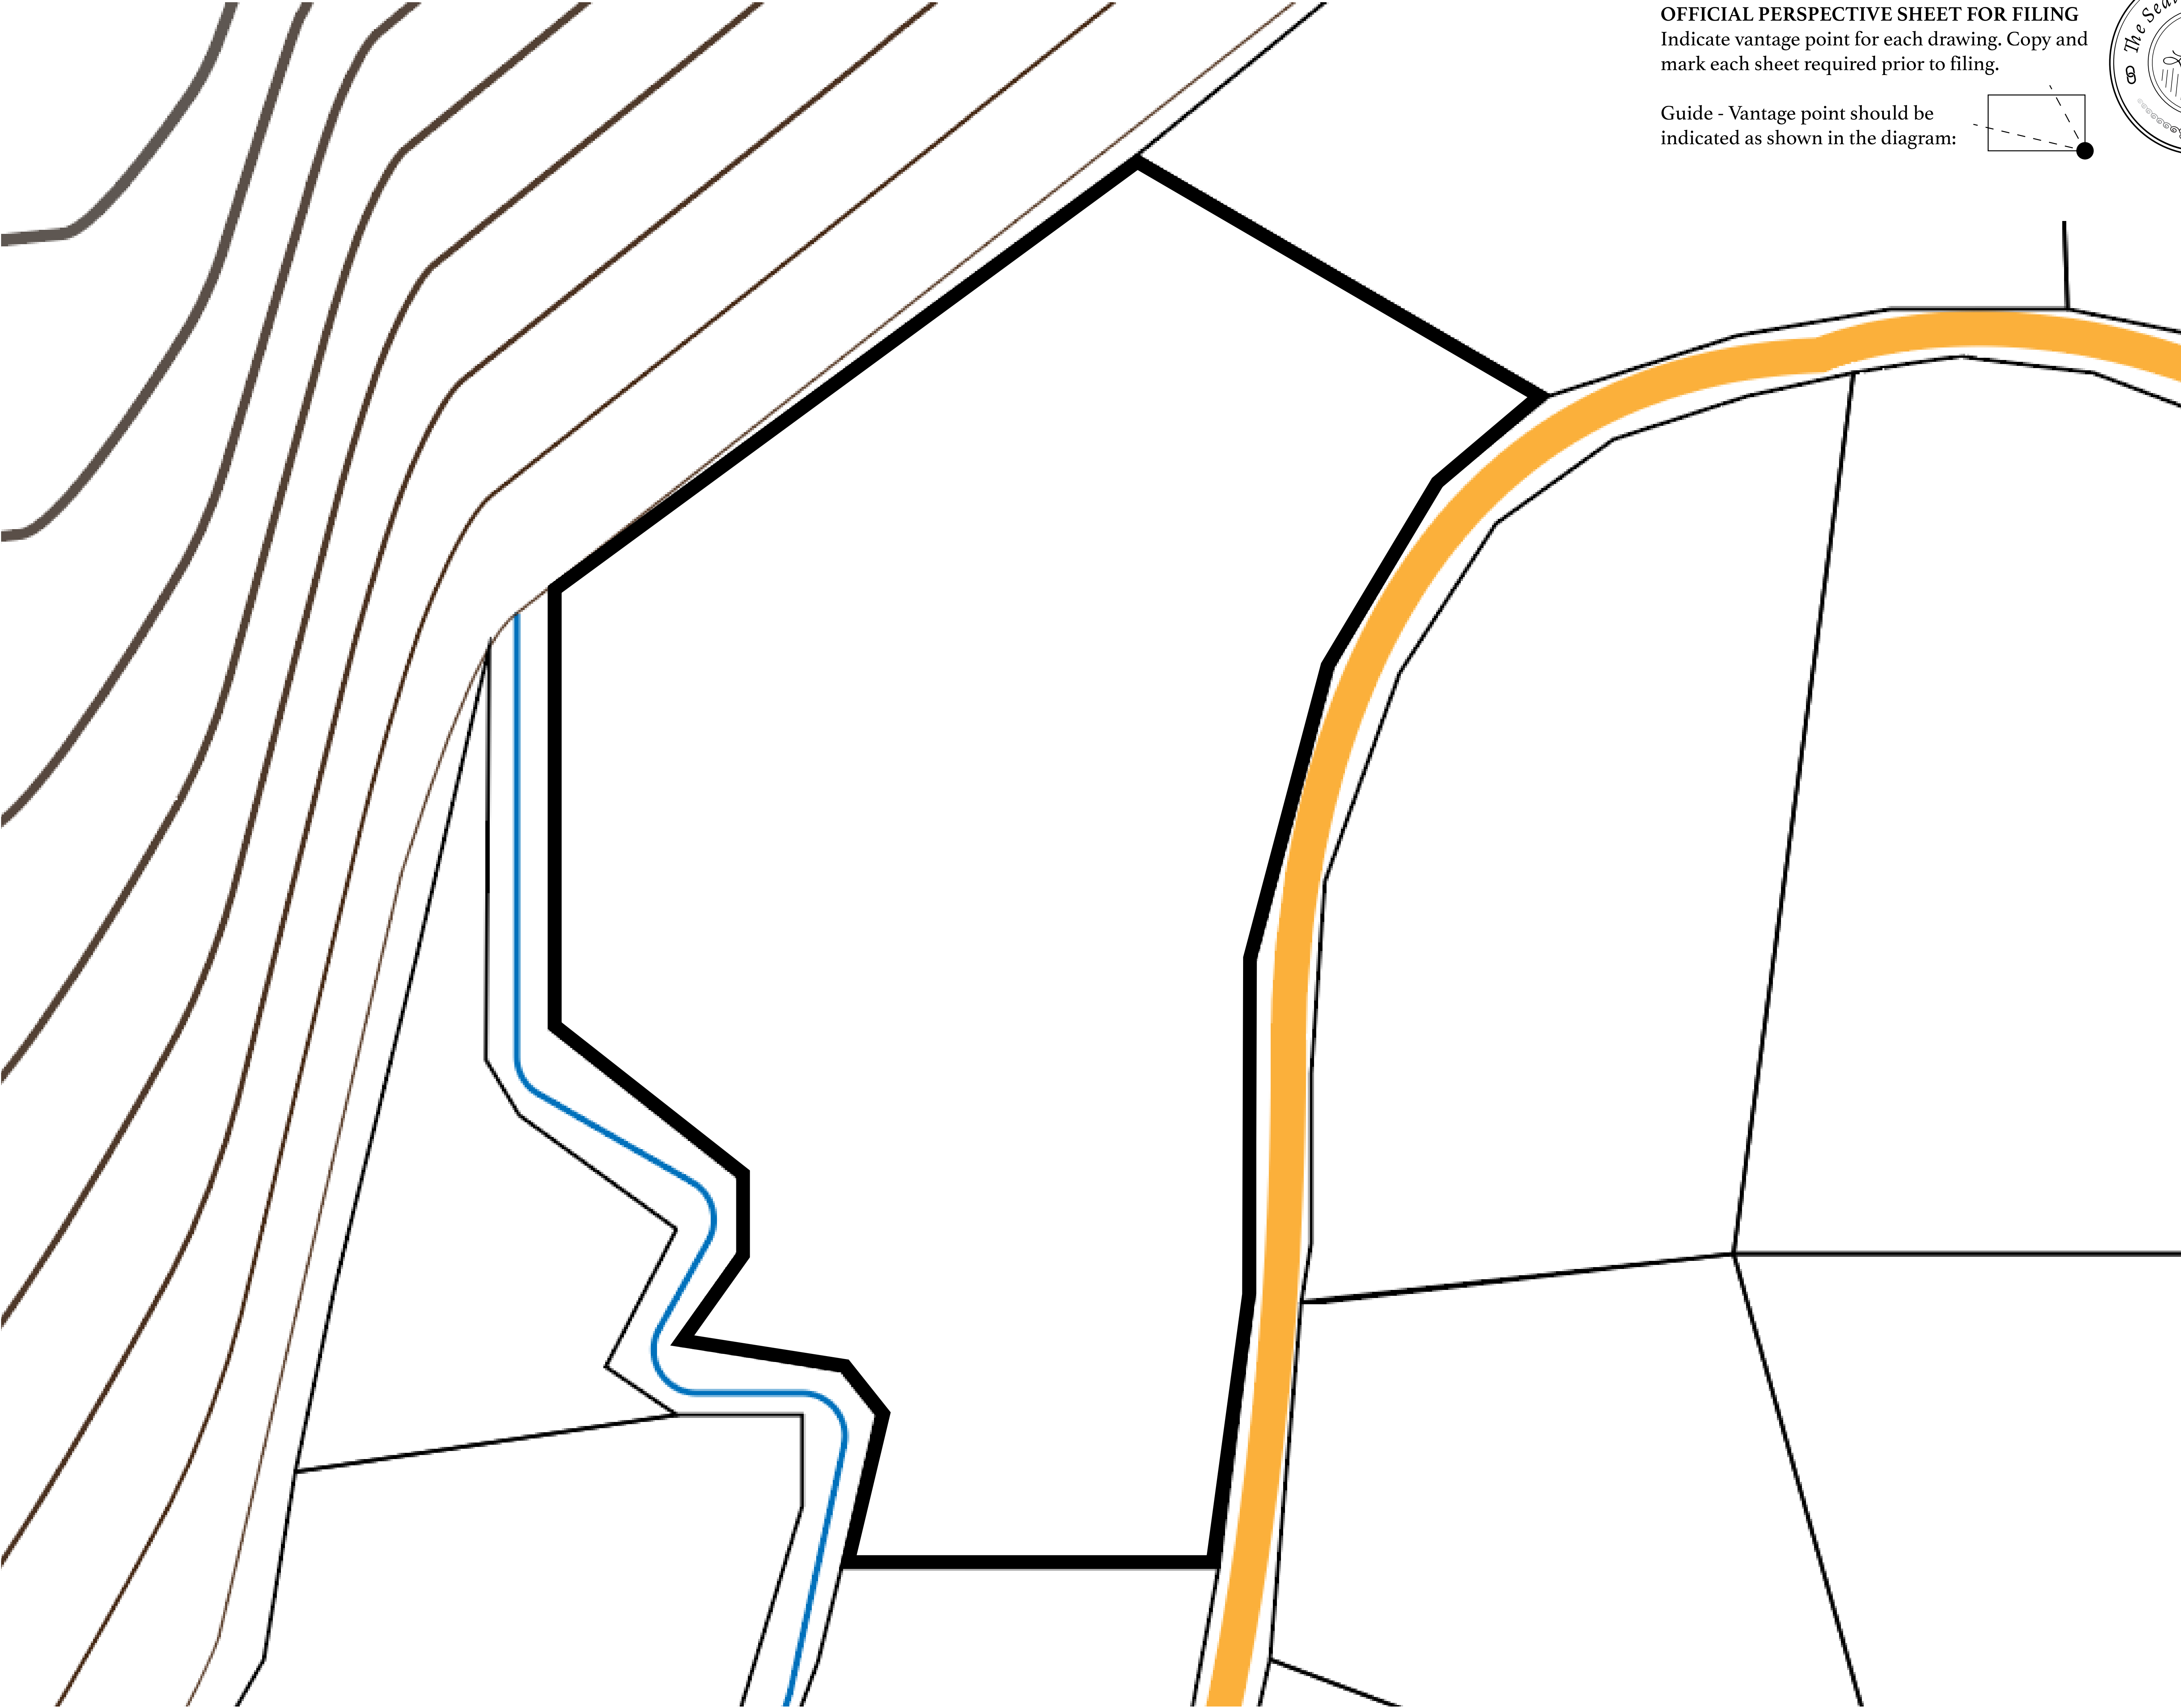 OFFICIAL PERSPECTIVE SHEET FOR FILING
Indicate vantage point for each drawing. Copy and
mark each sheet required prior to filing.
Guide - Vantage point should be
indicated as shown in the diagram:
The